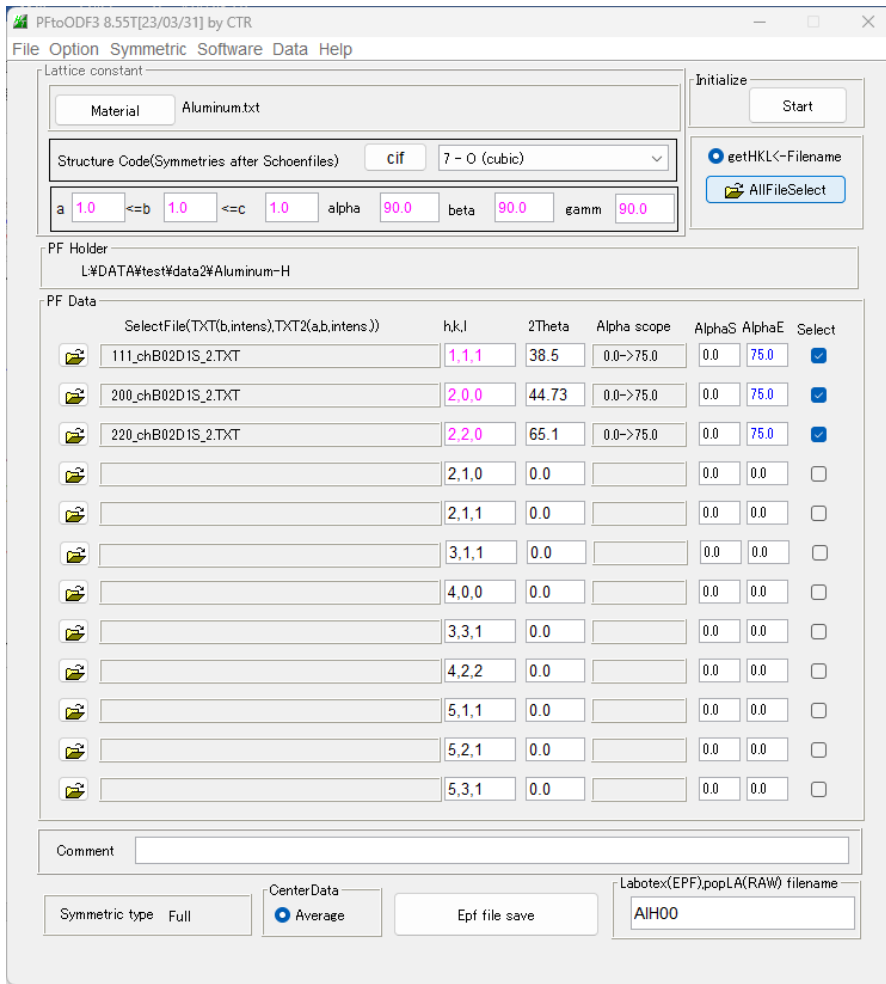 PFtoODF3 8.55T[23/03/31] by CTR
File Option Symmetric Software Data Help
Lattice constant
Material Aluminum.txt
Initialize
Start
Structure Code(Symmetries after Schoenfiles) cif 7 - O (cubic)
getHKL<-Filename
AllFileSelect
a 1.0 <=b 1.0 <=c 1.0 alpha 90.0 beta 90.0 gamm 90.0
PF Holder
L:¥DATA¥test¥data2¥Aluminum-H
PF Data
SelectFile(TXT(b,intens),TXT2(a,b,intens.)) h,k,l 2Theta Alpha scope AlphaS AlphaE Select
111_chB02D1S_2.TXT 1,1,1 38.5 0.0->75.0 0.0 75.0
200_chB02D1S_2.TXT 2,0,0 44.73 0.0->75.0 0.0 75.0
220_chB02D1S_2.TXT 2,2,0 65.1 0.0->75.0 0.0 75.0
2,1,0 0.0 0.0 0.0
2,1,1 0.0 0.0 0.0
3,1,1 0.0 0.0 0.0
4,0,0 0.0 0.0 0.0
3,3,1 0.0 0.0 0.0
4,2,2 0.0 0.0 0.0
5,1,1 0.0 0.0 0.0
5,2,1 0.0 0.0 0.0
5,3,1 0.0 0.0 0.0
Comment
Symmetric type Full
CenterData
Average
Epf file save
Labotex(EPF),popLA(RAW) filename
AlH00